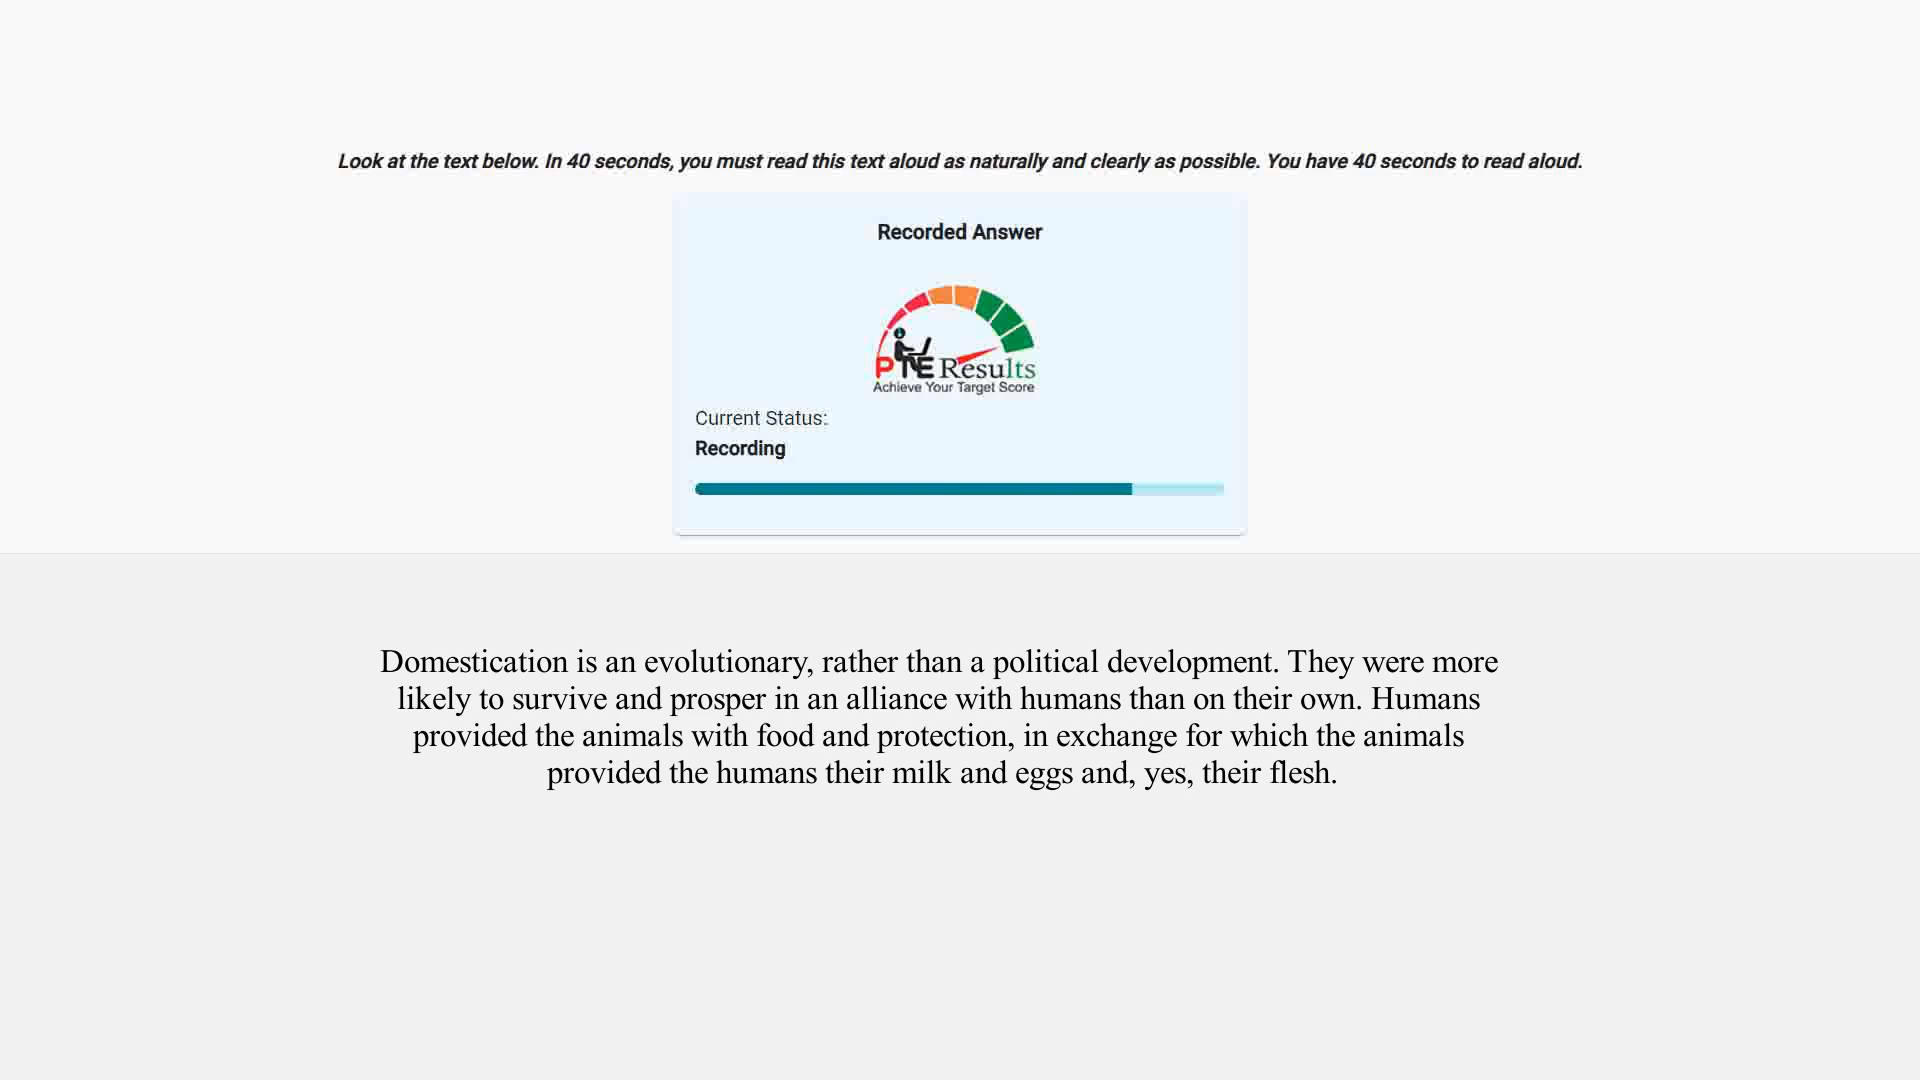 Look at the text below. In 40 seconds, you must read this text aloud as naturally and clearly as possible. You have 40 seconds to read aloud.
Recorded Answer
PTE Results
Achieve Your Target Score
Current Status:
Recording
Domestication is an evolutionary, rather than a political development. They were more
likely to survive and prosper in an alliance with humans than on their own. Humans
provided the animals with food and protection, in exchange for which the animals
provided the humans their milk and eggs and, yes, their flesh.